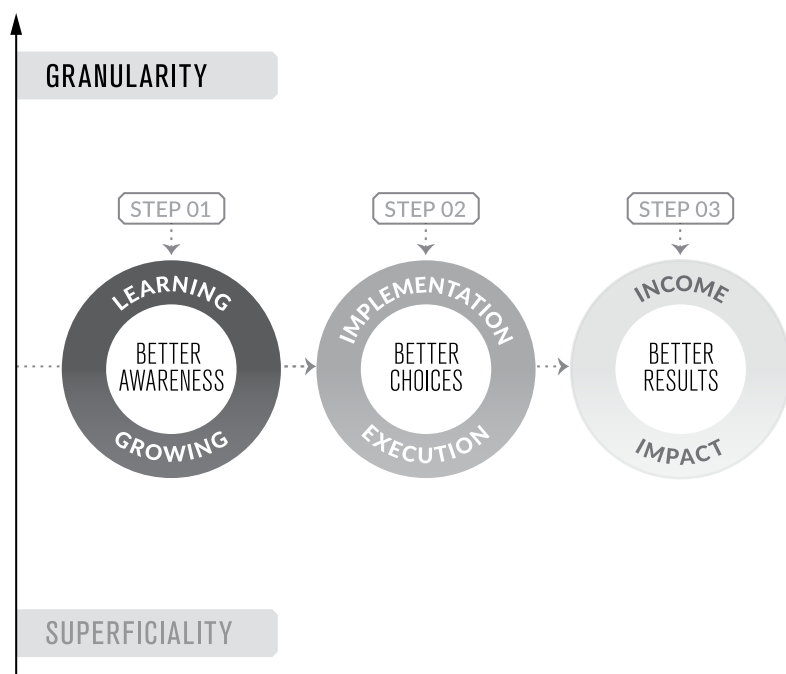 GRANULARITY
STEP 01
STEP 02
STEP 03
LEARNING
BETTER
AWARENESS
GROWING
IMPLEMENTATION
BETTER
CHOICES
EXECUTION
INCOME
BETTER
RESULTS
IMPACT
SUPERFICIALITY